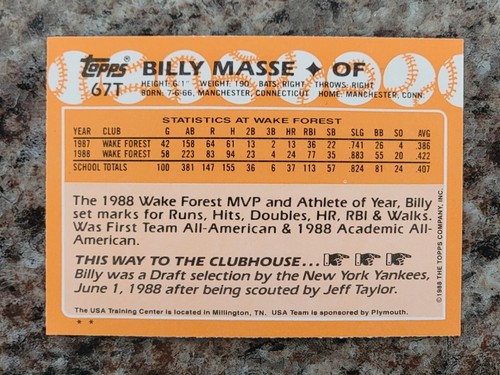 Topps® BILLY MASSE ♦ OF
67T HEIGHT: 6'1" WEIGHT: 190 BATS: RIGHT THROWS: RIGHT
BORN: 7-6-66, MANCHESTER, CONNECTICUT HOME: MANCHESTER, CONN.
STATISTICS AT WAKE FOREST
YEAR CLUB G AB R H 2B 3B HR RBI SB SLG BB SO AVG
1987 WAKE FOREST 42 158 64 61 13 2 13 36 22 .741 26 4 .386
1988 WAKE FOREST 58 223 83 94 23 4 24 77 35 .883 55 20 .422
SCHOOL TOTALS 100 381 147 155 36 6 37 113 57 .824 81 24 .407
The 1988 Wake Forest MVP and Athlete of Year, Billy
set marks for Runs, Hits, Doubles, HR, RBI & Walks.
Was First Team All-American & 1988 Academic All-
American.
THIS WAY TO THE CLUBHOUSE...
Billy was a Draft selection by the New York Yankees,
June 1, 1988 after being scouted by Jeff Taylor.
The USA Training Center is located in Millington, TN. USA Team is sponsored by Plymouth.
* *
©1988 THE TOPPS COMPANY, INC.